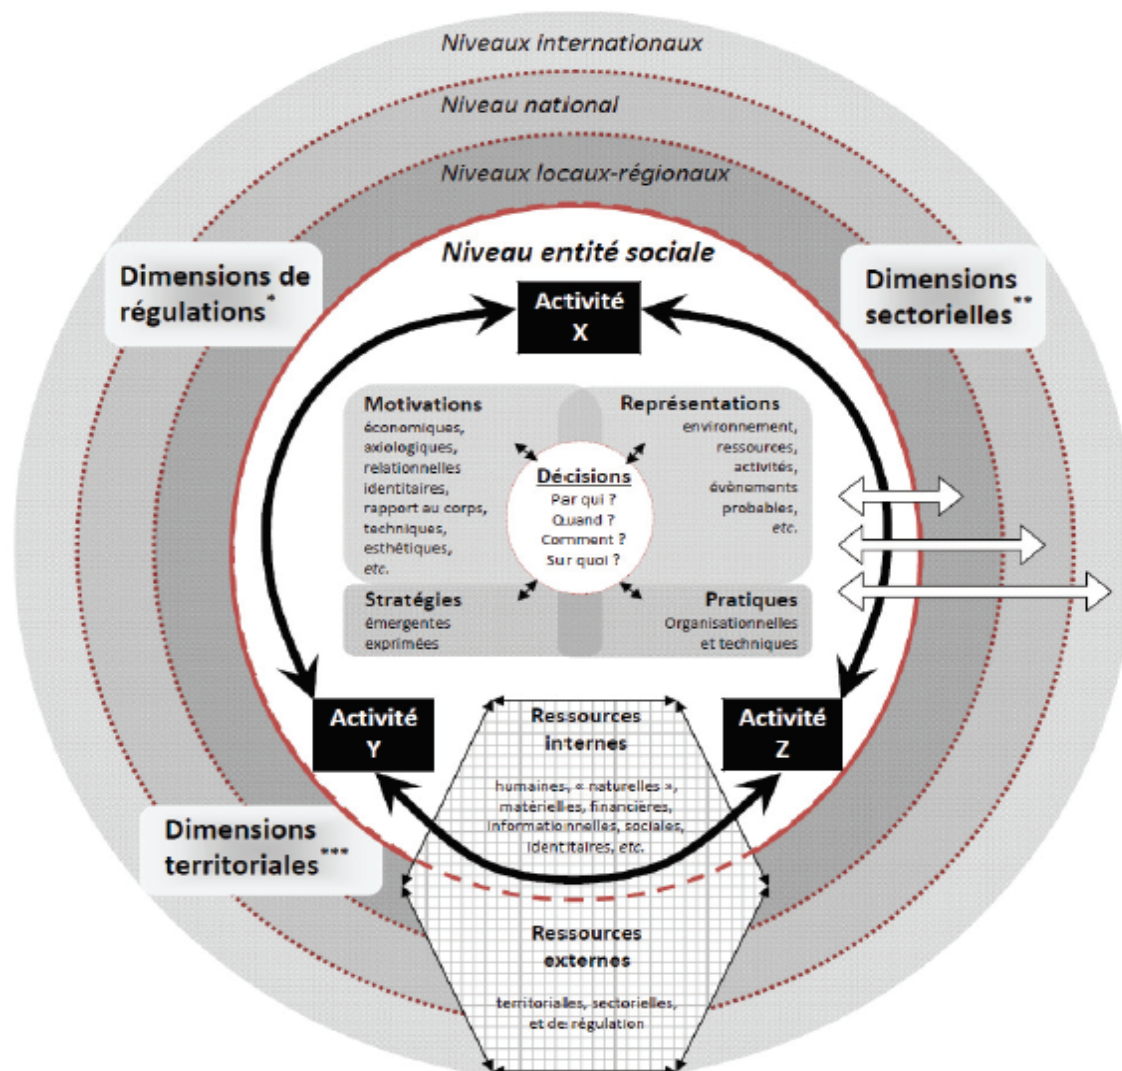 Niveaux internationaux
Niveau national
Niveaux locaux-régionaux
Niveau entité sociale
Dimensions de
régulations*
Dimensions
sectorielles**
Activité
X
Motivations
économiques,
axiologiques,
relationnelles
identitaires,
rapport au corps,
techniques,
esthétiques,
etc.
Représentations
environnement,
ressources,
activités,
évènements
probables,
etc.
Décisions
Par qui ?
Quand ?
Comment ?
Sur quoi ?
Stratégies
émergentes
exprimées
Pratiques
Organisationnelles
et techniques
Activité
Y
Activité
Z
Ressources
internes
humaines, « naturelles »,
matérielles, financières,
informationnelles, sociales,
identitaires, etc.
Dimensions
territoriales***
Ressources
externes
territorialles, sectorielles,
et de régulation